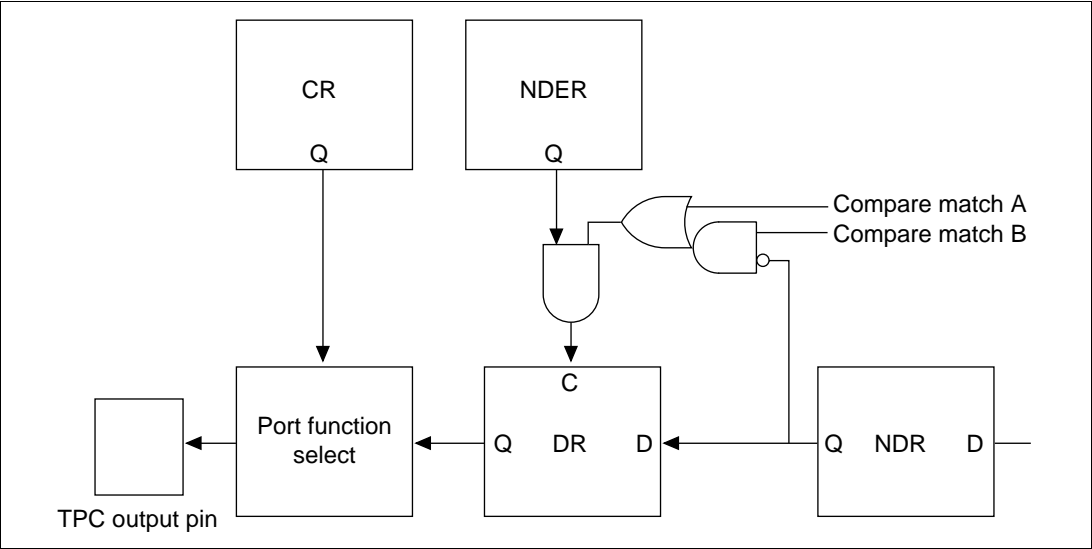 CR
NDER
Q
Q
Compare match A
Compare match B
C
Port function
select
Q
DR
D
Q
NDR
D
TPC output pin